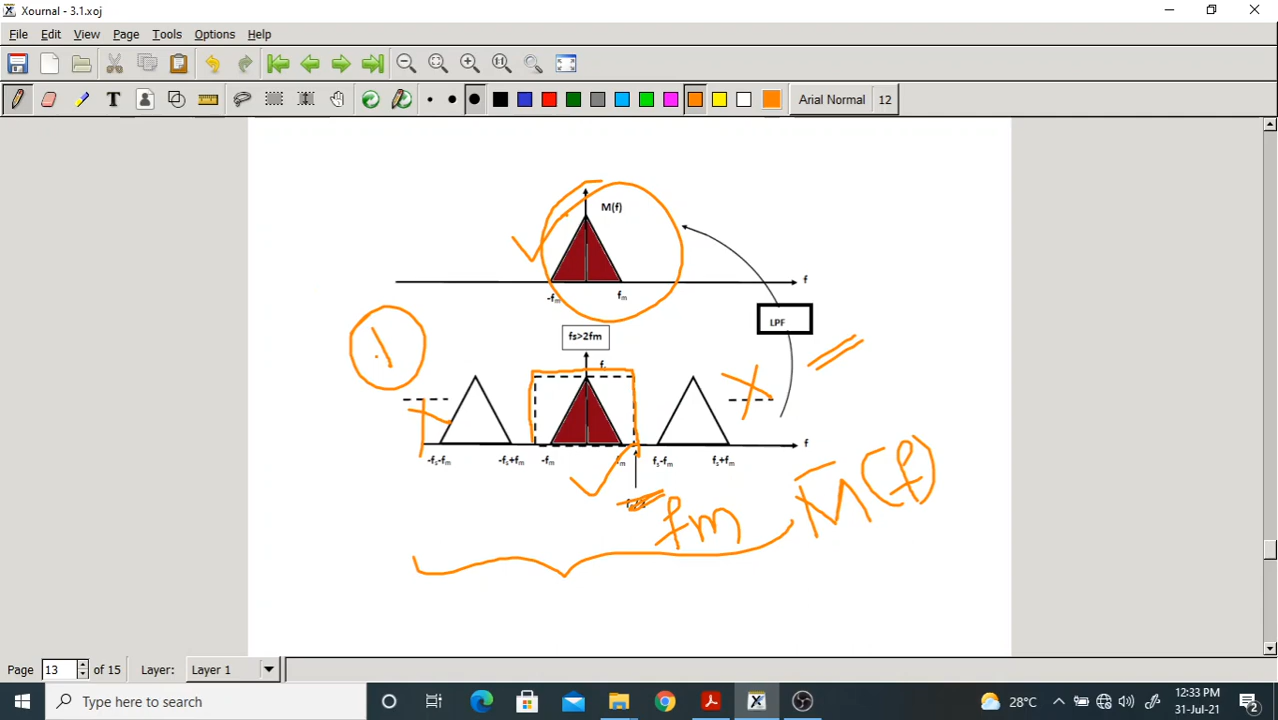 Xournal - 3.1.xoj
File Edit View Page Tools Options Help
Arial Normal 12
M(f)
f
-fm fm
LPF
1
fs>2fm
fs
f
-fs-fm -fs+fm -fm fm fs-fm fs+fm
fm
M(f)
Page 13 of 15 Layer: Layer 1
Type here to search
28°C
12:33 PM
31-Jul-21
2